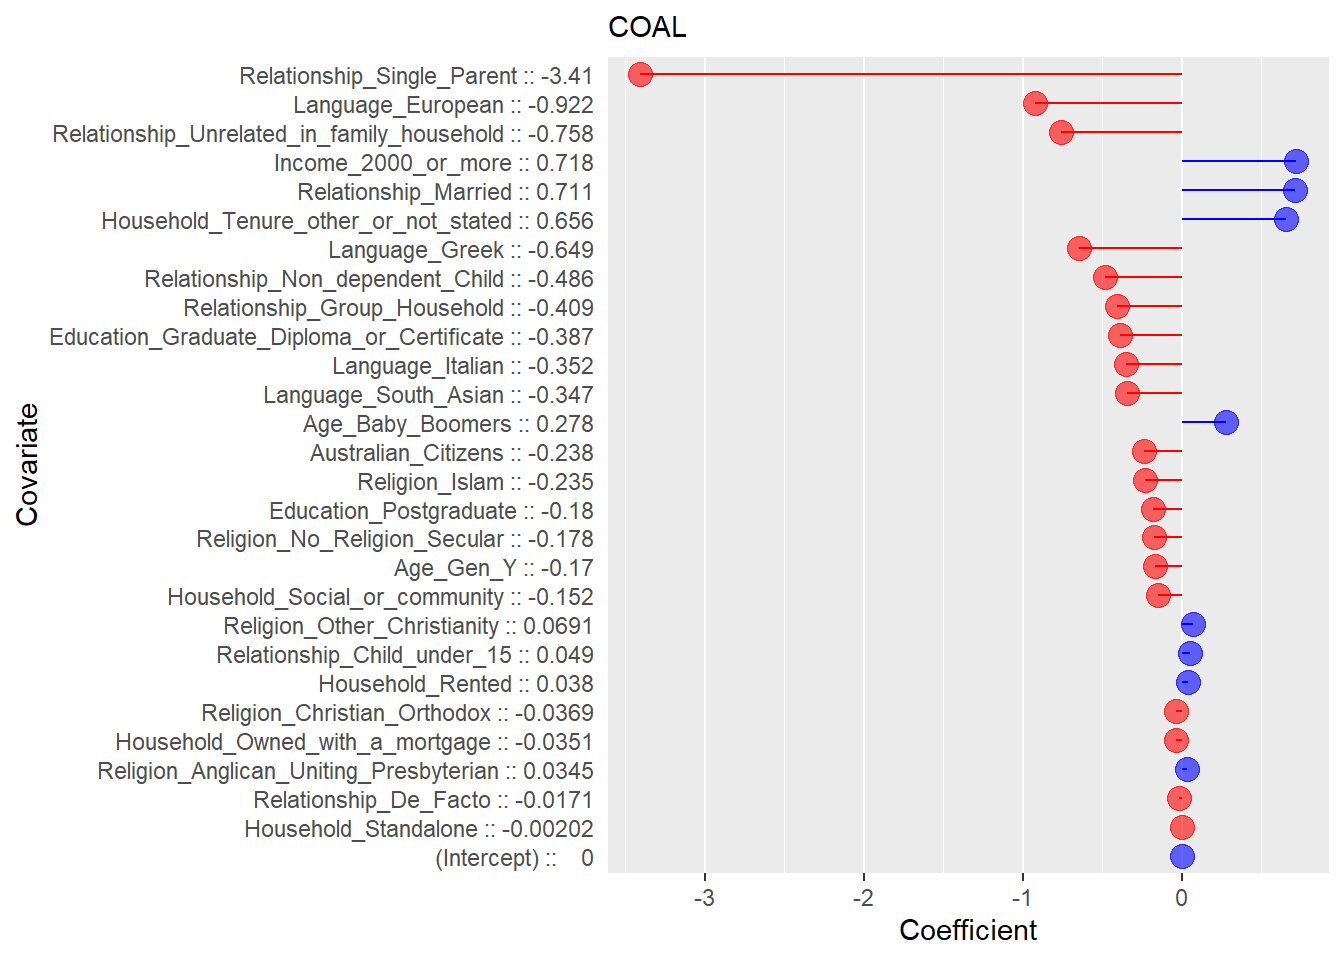 COAL
Relationship_Single_Parent :: -3.41
Language_European :: -0.922
Relationship_Unrelated_in_family_household :: -0.758
Income_2000_or_more :: 0.718
Relationship_Married :: 0.711
Household_Tenure_other_or_not_stated :: 0.656
Language_Greek :: -0.649
Relationship_Non_dependent_Child :: -0.486
Relationship_Group_Household :: -0.409
Education_Graduate_Diploma_or_Certificate :: -0.387
Language_Italian :: -0.352
Language_South_Asian :: -0.347
Age_Baby_Boomers :: 0.278
Australian_Citizens :: -0.238
Religion_Islam :: -0.235
Education_Postgraduate :: -0.18
Religion_No_Religion_Secular :: -0.178
Age_Gen_Y :: -0.17
Household_Social_or_community :: -0.152
Religion_Other_Christianity :: 0.0691
Relationship_Child_under_15 :: 0.049
Household_Rented :: 0.038
Religion_Christian_Orthodox :: -0.0369
Household_Owned_with_a_mortgage :: -0.0351
Religion_Anglican_Uniting_Presbyterian :: 0.0345
Relationship_De_Facto :: -0.0171
Household_Standalone :: -0.00202
(Intercept) ::    0
Covariate
-3 -2 -1 0
Coefficient